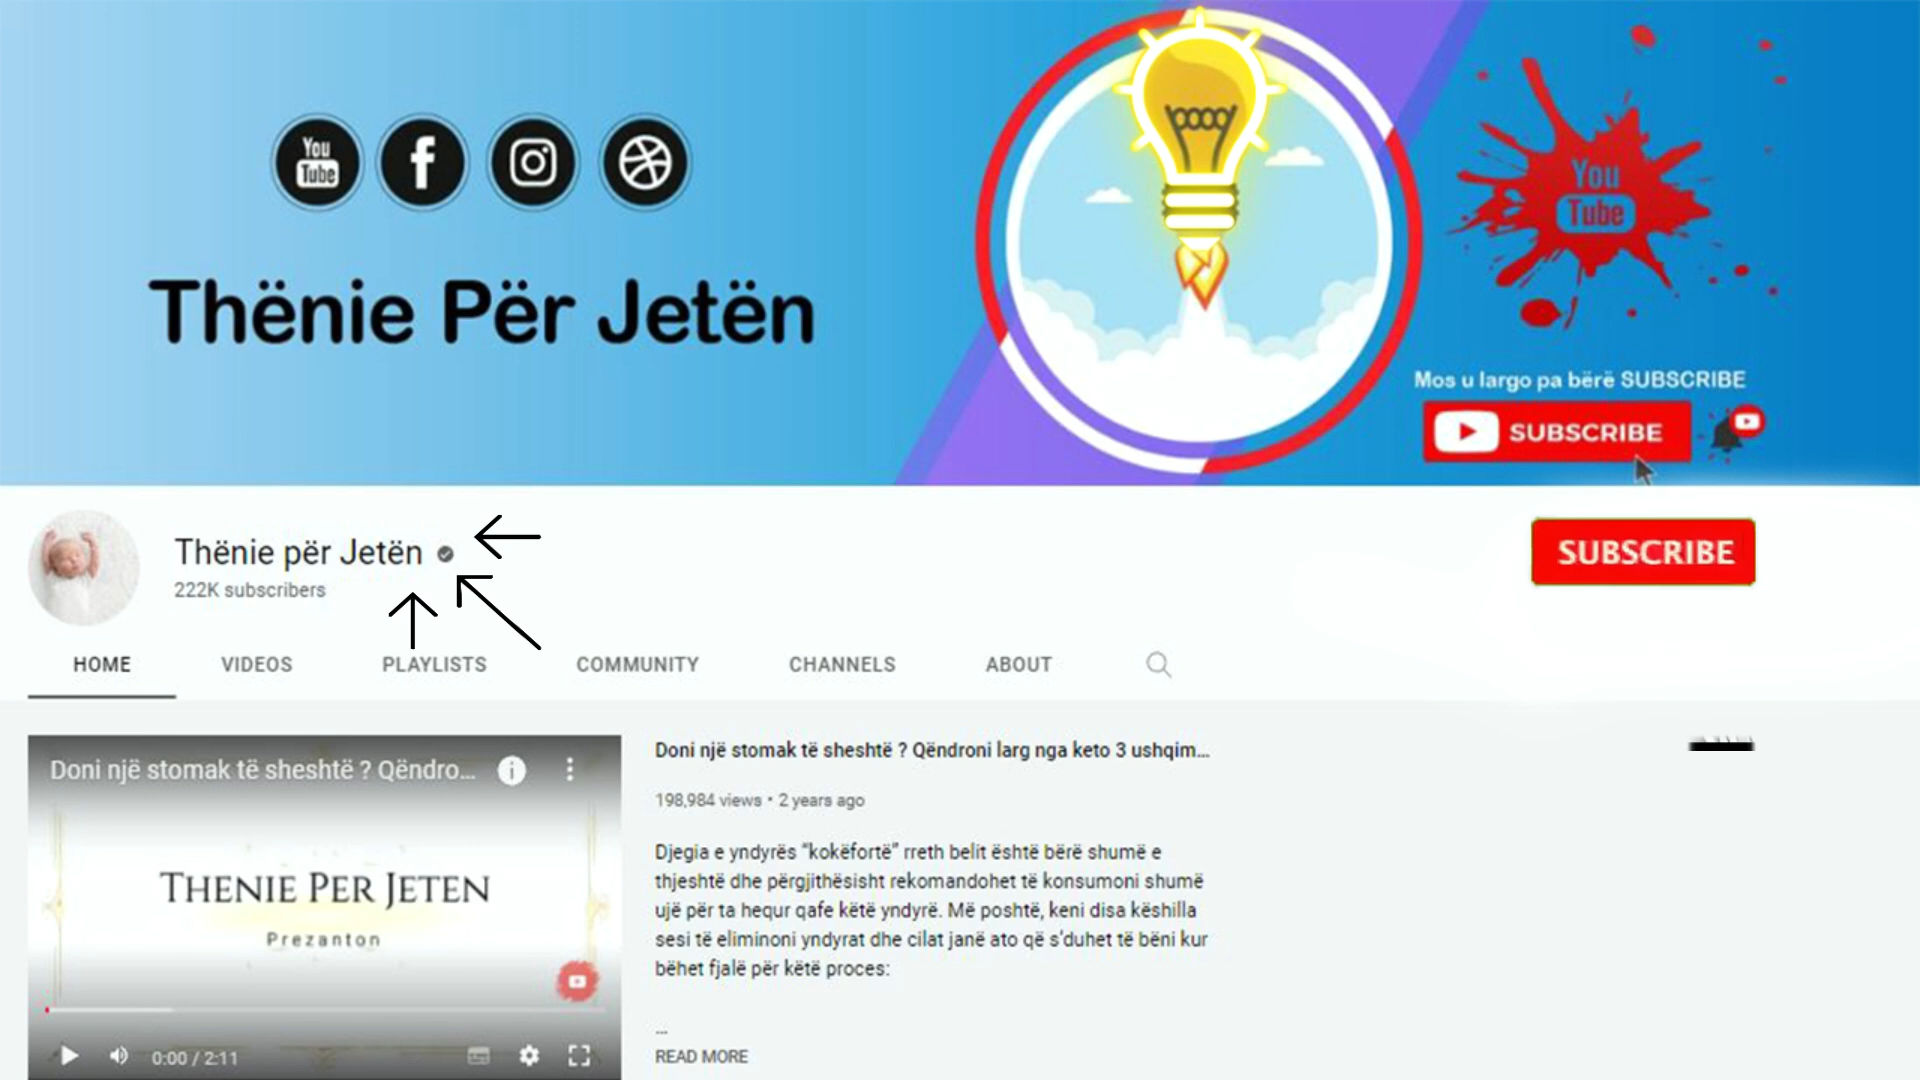 You
Tube
Thënie Për Jetën
You
Tube
Mos u largo pa bërë SUBSCRIBE
SUBSCRIBE
Thënie për Jetën
222K subscribers
SUBSCRIBE
HOME
VIDEOS
PLAYLISTS
COMMUNITY
CHANNELS
ABOUT
Doni një stomak të sheshtë ? Qëndro...
THENIE PER JETEN
Prezanton
0:00 / 2:11
Doni një stomak të sheshtë ? Qëndroni larg nga keto 3 ushqim...
198,984 views • 2 years ago
Djegia e yndyrës “kokëfortë” rreth belit është bërë shumë e
thjeshtë dhe përgjithësisht rekomandohet të konsumoni shumë
ujë për ta hequr qafe këtë yndyrë. Më poshtë, keni disa këshilla
sesi të eliminoni yndyrat dhe cilat janë ato që s'duhet të bëni kur
bëhet fjalë për këtë proces:
...
READ MORE